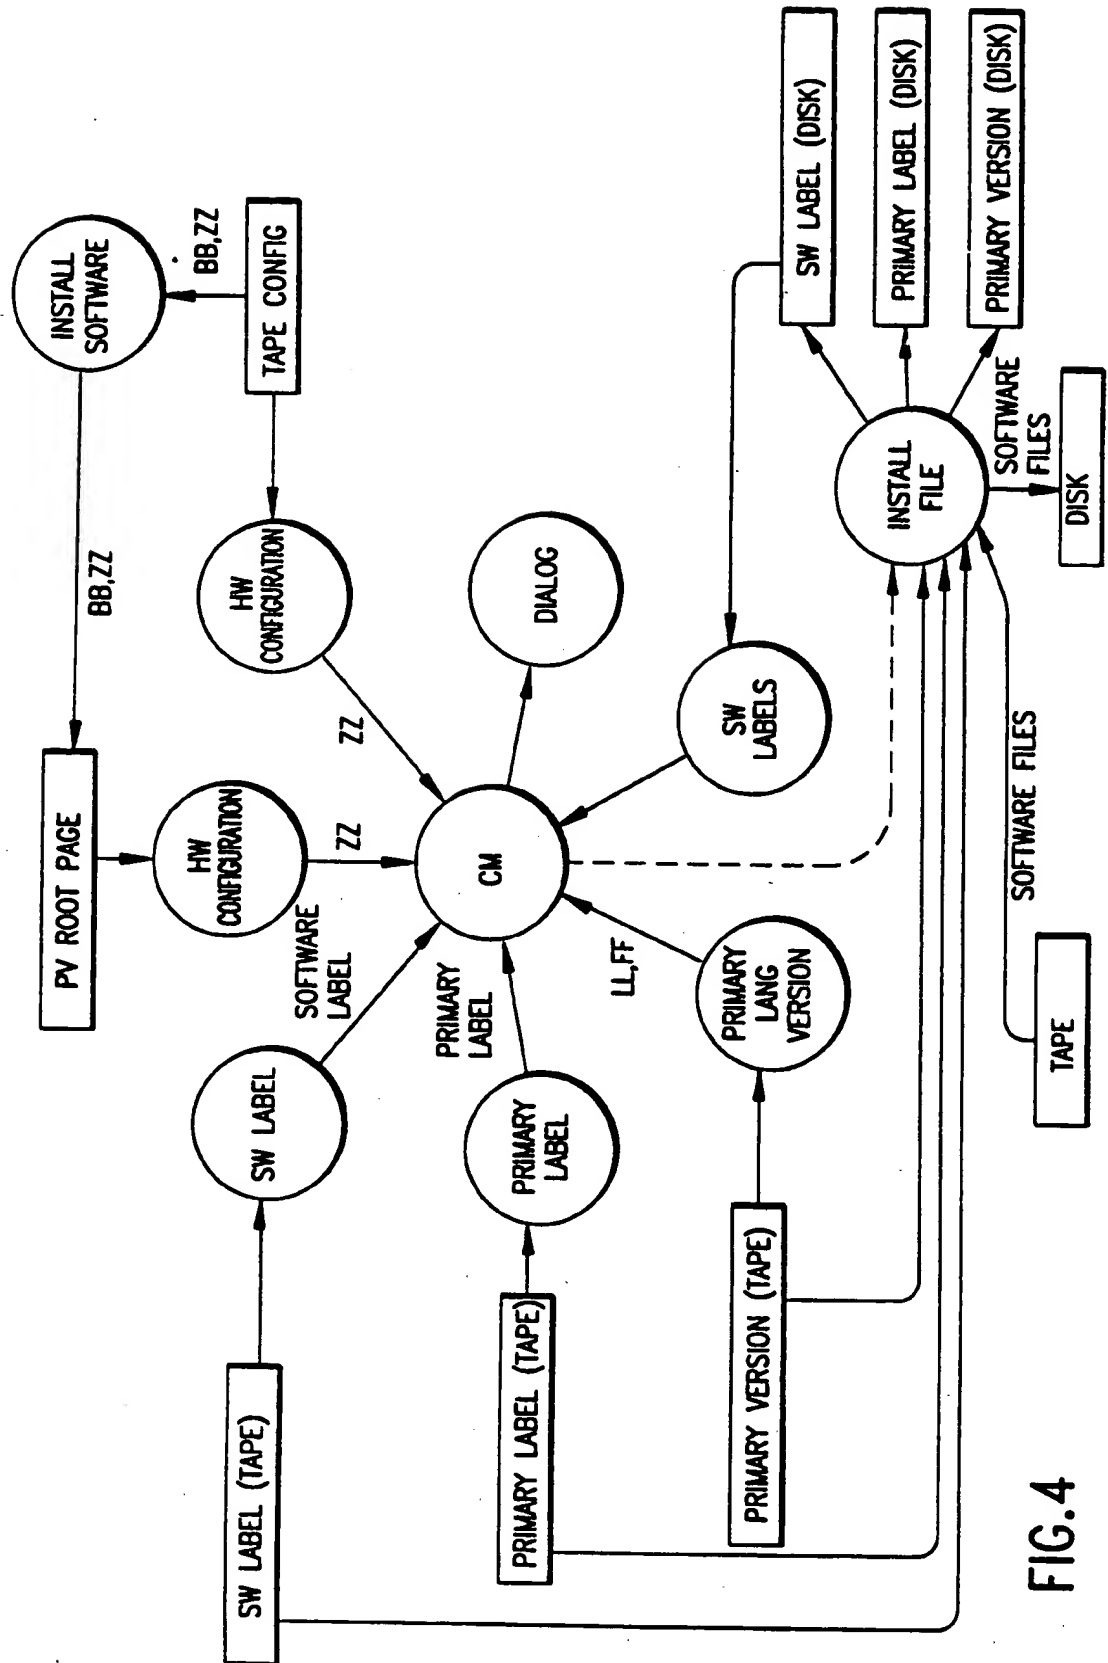 INSTALL
SOFTWARE
BB,ZZ
BB,ZZ
PV ROOT PAGE
TAPE CONFIG
HW
CONFIGURATION
HW
CONFIGURATION
ZZ
ZZ
SW LABEL (TAPE)
SW LABEL
SOFTWARE
LABEL
CM
DIALOG
PRIMARY LABEL (TAPE)
PRIMARY
LABEL
PRIMARY
LABEL
PRIMARY VERSION (TAPE)
PRIMARY
LANG
VERSION
LL,FF
SW
LABELS
SW LABEL (DISK)
PRIMARY LABEL (DISK)
PRIMARY VERSION (DISK)
INSTALL
FILE
SOFTWARE
FILES
DISK
SOFTWARE FILES
TAPE
FIG.4